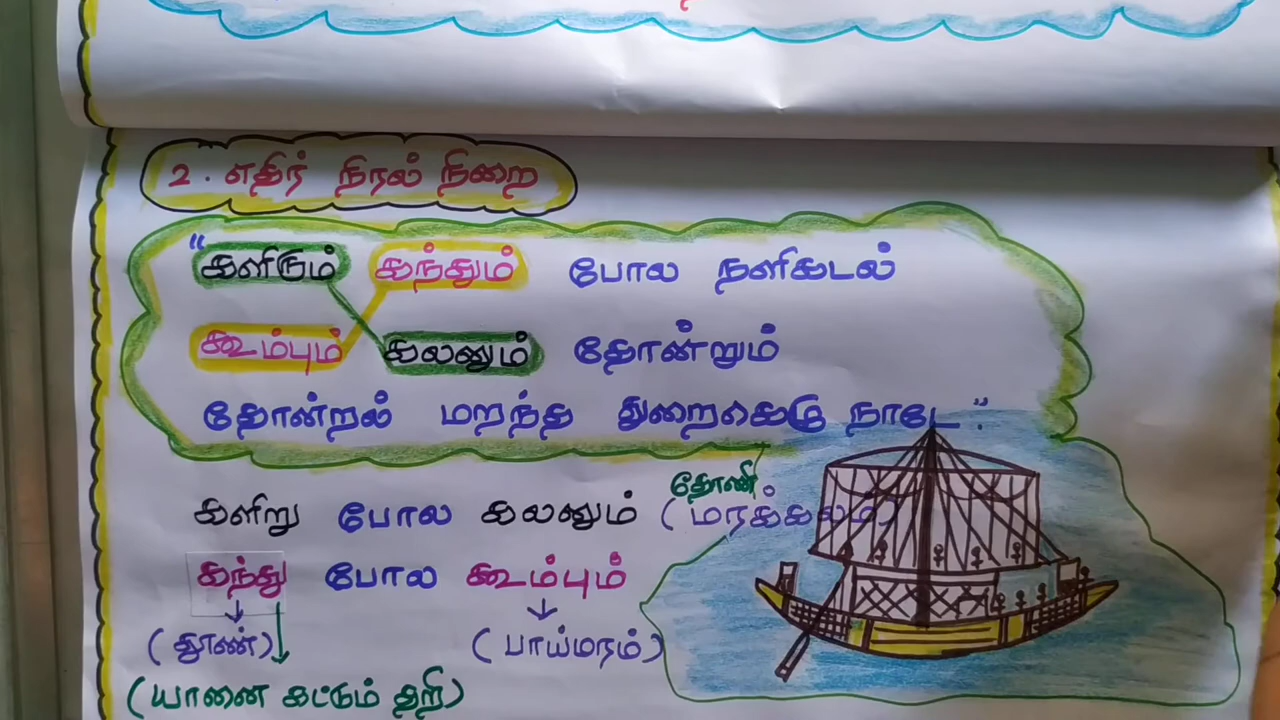 2. எதிர் நிரல் நிறை
"களிரும் கந்தும் போல நளிகடல்
கூம்பும் கலனும் தோன்றும்
தோன்றல் மறந்த துறைகெடு நாடே."
களிறு போல கலனும் (மரக்கலம்) தோணி
கந்து போல கூம்பும்
(தூண்) (பாய்மரம்)
(யானை கட்டும் தறி)